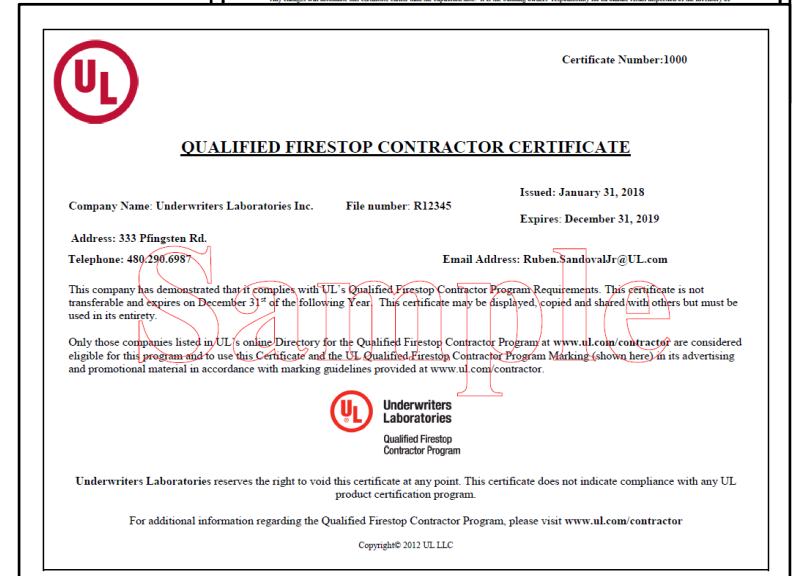 Certificate Number:1000
UL
QUALIFIED FIRESTOP CONTRACTOR CERTIFICATE
Issued: January 31, 2018
Company Name: Underwriters Laboratories Inc. File number: R12345
Expires: December 31, 2019
Address: 333 Pfingsten Rd.
Telephone: 480.290.6987 Email Address: Ruben.SandovalJr@UL.com
Sample
This company has demonstrated that it complies with UL's Qualified Firestop Contractor Program Requirements. This certificate is not
transferable and expires on December 31st of the following Year. This certificate may be displayed, copied and shared with others but must be
used in its entirety.
Only those companies listed in UL's online Directory for the Qualified Firestop Contractor Program at www.ul.com/contractor are considered
eligible for this program and to use this Certificate and the UL Qualified Firestop Contractor Program Marking (shown here) in its advertising
and promotional material in accordance with marking guidelines provided at www.ul.com/contractor.
UL ®
Underwriters
Laboratories
Qualified Firestop
Contractor Program
Underwriters Laboratories reserves the right to void this certificate at any point. This certificate does not indicate compliance with any UL
product certification program.
For additional information regarding the Qualified Firestop Contractor Program, please visit www.ul.com/contractor
Copyright© 2012 UL LLC